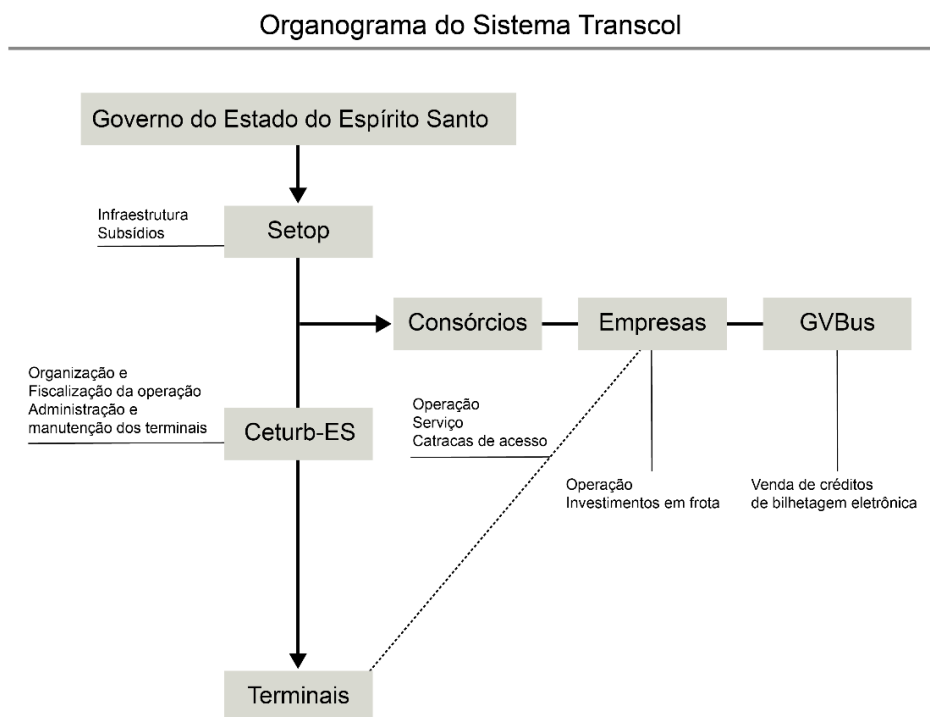 Organograma do Sistema Transcol
Governo do Estado do Espírito Santo
Infraestrutura
Subsídios
Setop
Consórcios
Empresas
GVBus
Organização e
Fiscalização da operação
Administração e
manutenção dos terminais
Ceturb-ES
Operação
Serviço
Catracas de acesso
Operação
Investimentos em frota
Venda de créditos
de bilhetagem eletrônica
Terminais